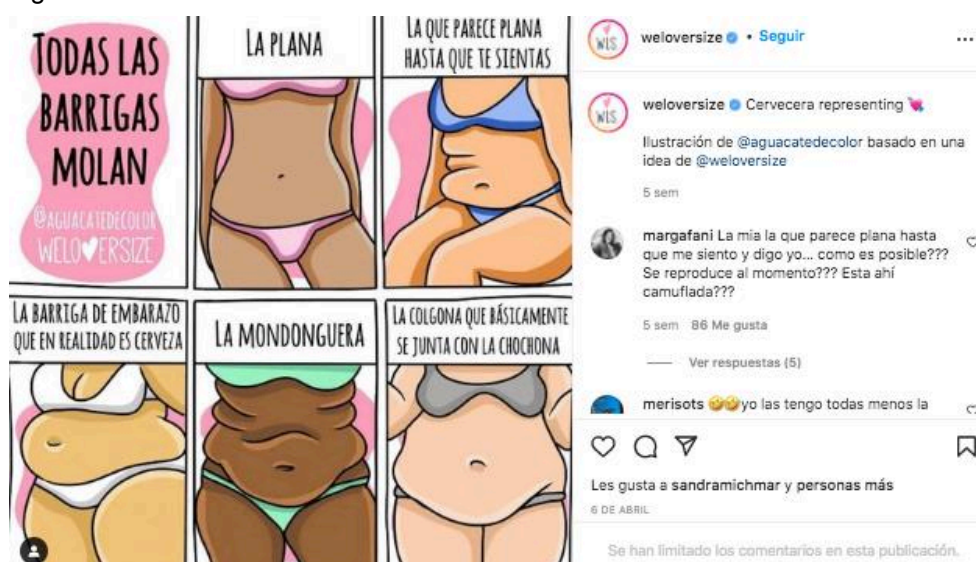 TODAS LAS
BARRIGAS
MOLAN
@AGUACATEDECOLOR
WELO♥ERSIZE
LA PLANA
LA QUE PARECE PLANA
HASTA QUE TE SIENTAS
LA BARRIGA DE EMBARAZO
QUE EN REALIDAD ES CERVEZA
LA MONDONGUERA
LA COLGONA QUE BÁSICAMENTE
SE JUNTA CON LA CHOCHONA
WLS
weloversize • Seguir
WLS
weloversize Cervecera representing 💘
Ilustración de @aguacatedecolor basado en una
idea de @weloversize
5 sem
margafani La mia la que parece plana hasta
que me siento y digo yo... como es posible???
Se reproduce al momento??? Esta ahí
camuflada???
5 sem 86 Me gusta
Ver respuestas (5)
merisots 🤣🤣yo las tengo todas menos la
Les gusta a sandramichmar y personas más
6 DE ABRIL
Se han limitado los comentarios en esta publicación.